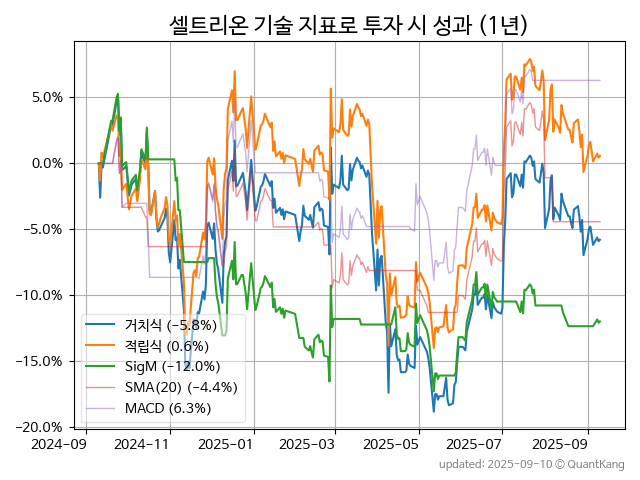 셀트리온 기술 지표로 투자 시 성과 (1년)
5.0%
0.0%
−5.0%
−10.0%
−15.0%
−20.0%
거치식 (−5.8%)
적립식 (0.6%)
SigM (−12.0%)
SMA(20) (−4.4%)
MACD (6.3%)
2024-09 2024-11 2025-01 2025-03 2025-05 2025-07 2025-09
updated: 2025-09-10 © QuantKang